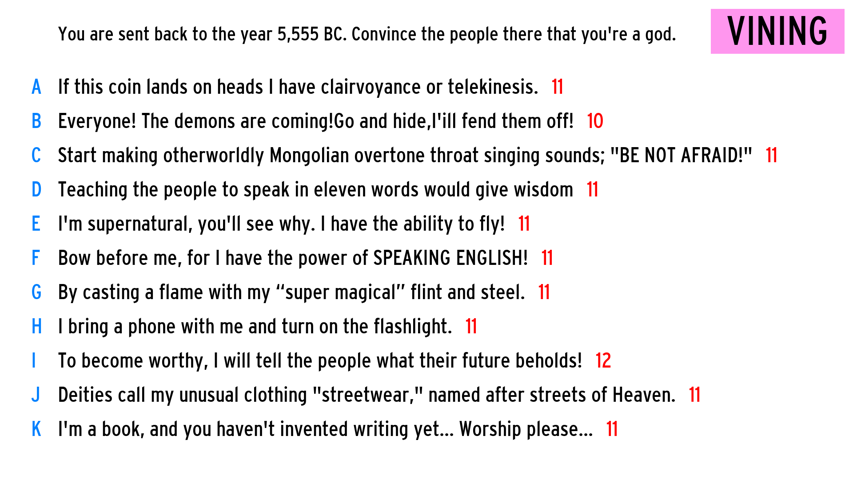 You are sent back to the year 5,555 BC. Convince the people there that you're a god. VINING
A If this coin lands on heads I have clairvoyance or telekinesis. 11
B Everyone! The demons are coming!Go and hide,I'ill fend them off! 10
C Start making otherworldly Mongolian overtone throat singing sounds; "BE NOT AFRAID!" 11
D Teaching the people to speak in eleven words would give wisdom 11
E I'm supernatural, you'll see why. I have the ability to fly! 11
F Bow before me, for I have the power of SPEAKING ENGLISH! 11
G By casting a flame with my “super magical” flint and steel. 11
H I bring a phone with me and turn on the flashlight. 11
I To become worthy, I will tell the people what their future beholds! 12
J Deities call my unusual clothing "streetwear," named after streets of Heaven. 11
K I'm a book, and you haven't invented writing yet... Worship please... 11